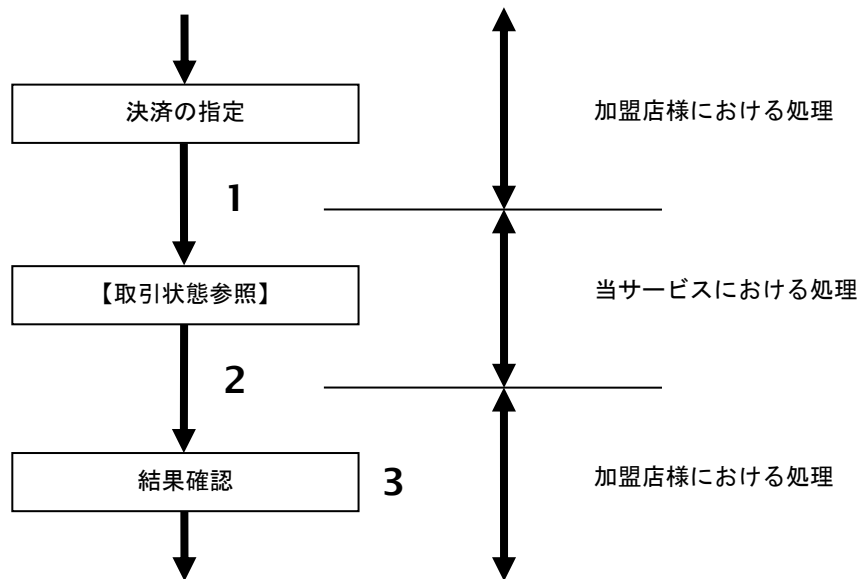 決済の指定
加盟店様における処理
1
【取引状態参照】
当サービスにおける処理
2
結果確認
3
加盟店様における処理